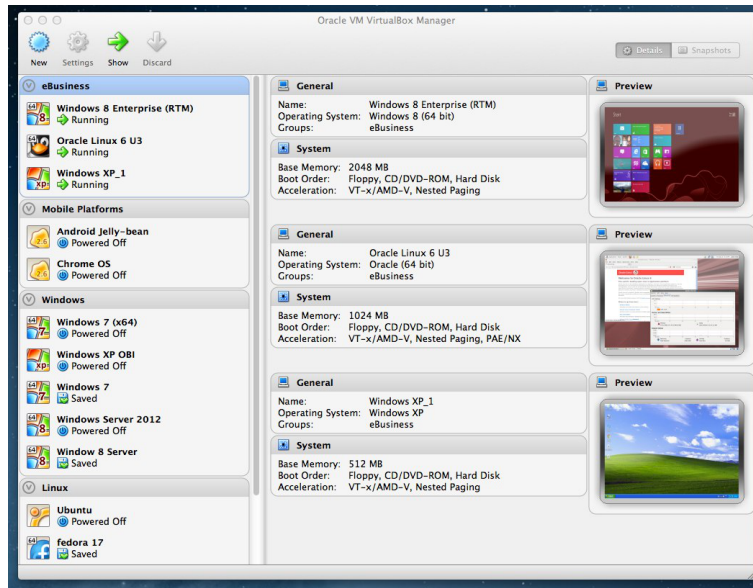 Oracle VM VirtualBox Manager
New
Settings
Show
Discard
Details
Snapshots
eBusiness
Windows 8 Enterprise (RTM)
Running
Oracle Linux 6 U3
Running
Windows XP_1
Running
Mobile Platforms
Android Jelly-bean
Powered Off
Chrome OS
Powered Off
Windows
Windows 7 (x64)
Powered Off
Windows XP OBI
Powered Off
Windows 7
Saved
Windows Server 2012
Powered Off
Window 8 Server
Saved
Linux
Ubuntu
Powered Off
fedora 17
Saved
General
Name: Windows 8 Enterprise (RTM)
Operating System: Windows 8 (64 bit)
Groups: eBusiness
System
Base Memory: 2048 MB
Boot Order: Floppy, CD/DVD-ROM, Hard Disk
Acceleration: VT-x/AMD-V, Nested Paging
Preview
Start
General
Name: Oracle Linux 6 U3
Operating System: Oracle (64 bit)
Groups: eBusiness
System
Base Memory: 1024 MB
Boot Order: Floppy, CD/DVD-ROM, Hard Disk
Acceleration: VT-x/AMD-V, Nested Paging, PAE/NX
Preview
General
Name: Windows XP_1
Operating System: Windows XP
Groups: eBusiness
System
Base Memory: 512 MB
Boot Order: Floppy, CD/DVD-ROM, Hard Disk
Acceleration: VT-x/AMD-V, Nested Paging
Preview